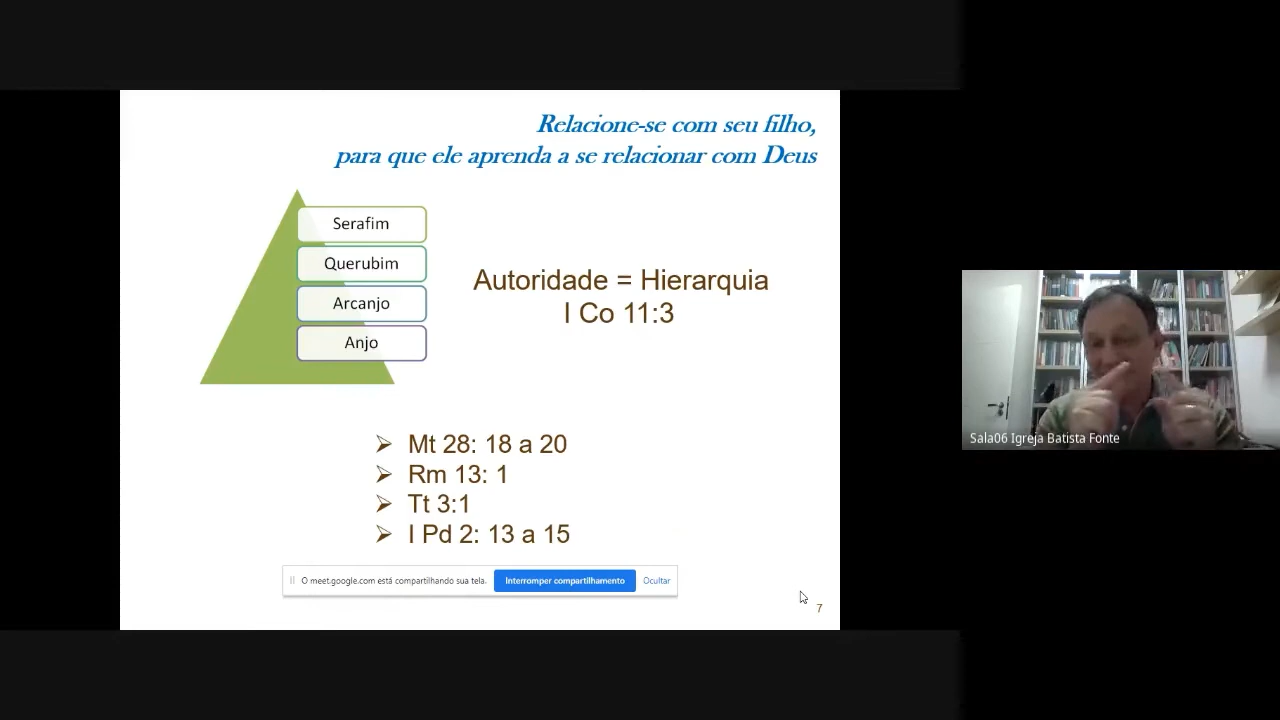 Relacione-se com seu filho,
para que ele aprenda a se relacionar com Deus
Serafim
Querubim
Arcanjo
Anjo
Autoridade = Hierarquia
I Co 11:3
➢ Mt 28: 18 a 20
➢ Rm 13: 1
➢ Tt 3:1
➢ I Pd 2: 13 a 15
O meet.google.com está compartilhando sua tela. Interromper compartilhamento Ocultar
7
Sala06 Igreja Batista Fonte